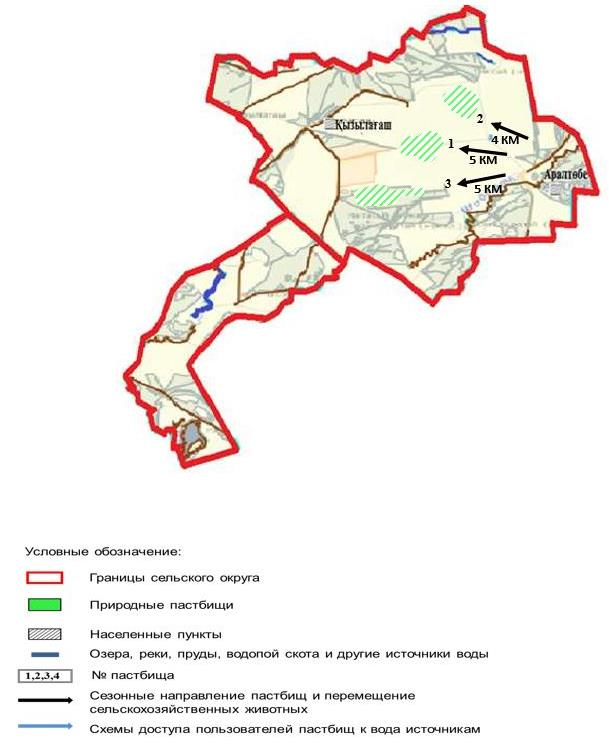 2
4 КМ
Қызылағаш
1
5 КМ
Аралтөбе
3
5 КМ
Условные обозначение:
Границы сельского округа
Природные пастбищи
Населенные пункты
Озера, реки, пруды, водопой скота и другие источники воды
1,2,3,4 № пастбища
Сезонные направление пастбищ и перемещение
сельскохозяйственных животных
Схемы доступа пользователей пастбищ к вода источникам